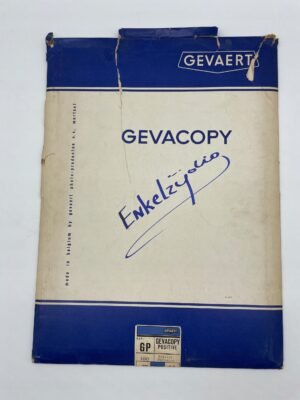 GEVAERT
GEVACOPY
Enkelzijdig
made in belgium by gevaert photo-producten n.v. mortsel
GP
GEVACOPY
POSITIVE